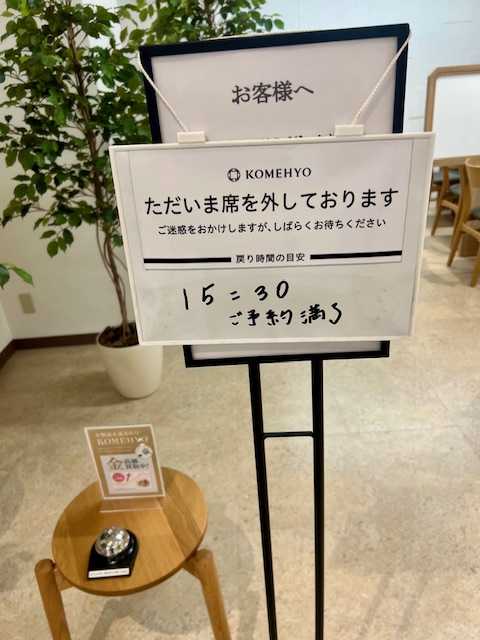 お客様へ
KOMEHYO
ただいま席を外しております
ご迷惑をおかけしますが、しばらくお待ちください
戻り時間の目安
15:30
ご予約満了
KOMEHYO